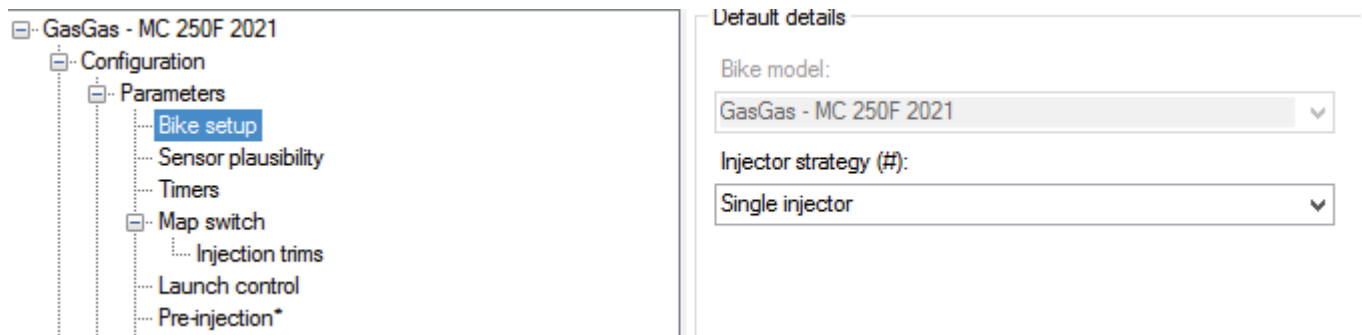 GasGas - MC 250F 2021
Configuration
Parameters
Bike setup
Sensor plausibility
Timers
Map switch
Injection trims
Launch control
Pre-injection*
Default details
Bike model:
GasGas - MC 250F 2021
Injector strategy (#):
Single injector